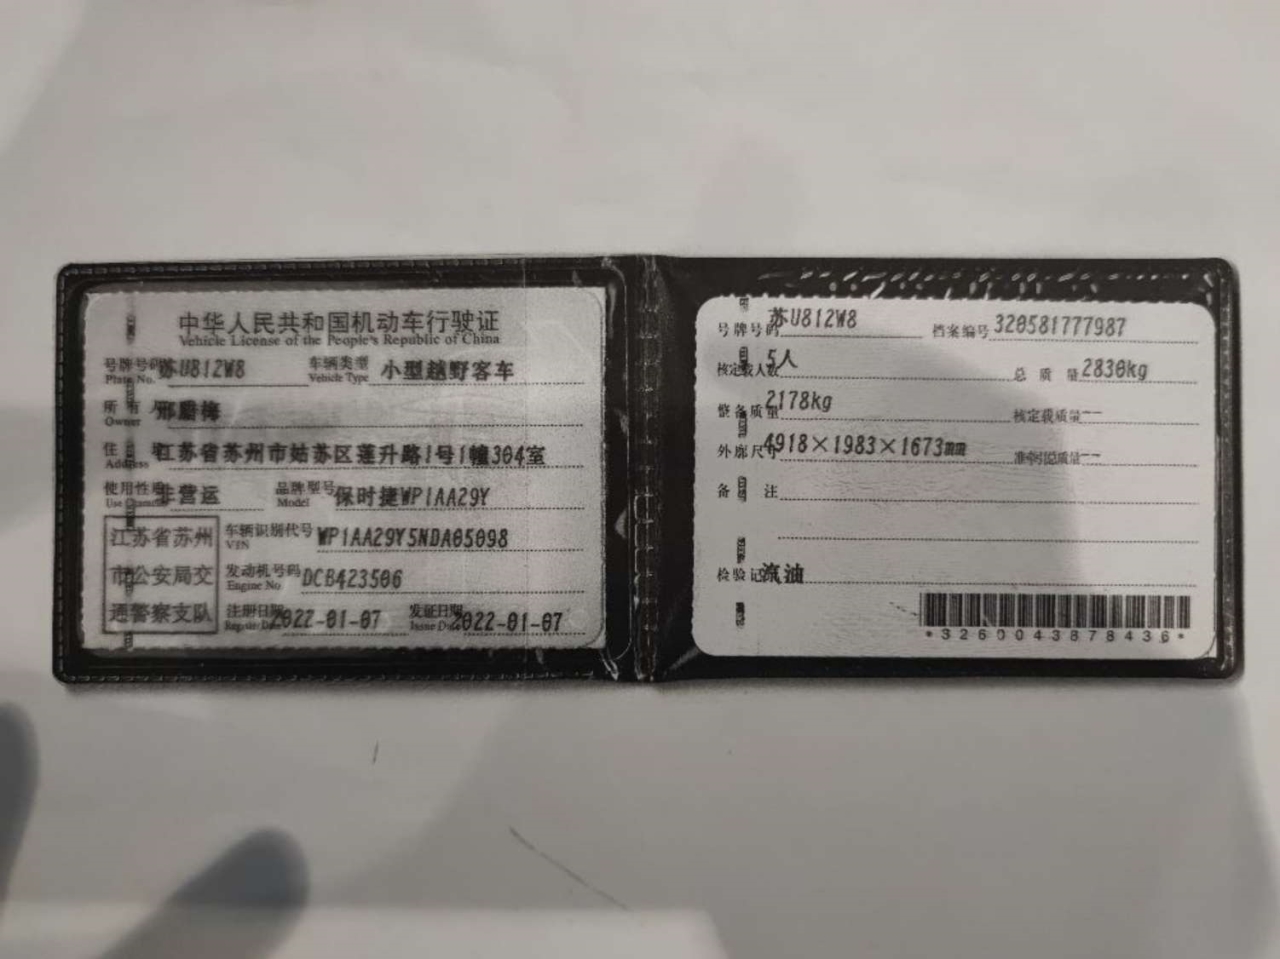 中华人民共和国机动车行驶证
Vehicle License of the People's Republic of China
号牌号码 苏U812W8 车辆类型 小型越野客车
Plate No. Vehicle Type
所有人 邢
Owner
住 址 江苏省苏州市姑苏区莲升路1号1幢304室
Address
使用性质 非营运 品牌型号 保时捷WP1AA29Y
Use Character Model
江苏省苏州 车辆识别代号 WP1AA29Y5NDA05098
VIN
市公安局交 发动机号码 DCB423506
Engine No.
通警察支队 注册日期 2022-01-07 发证日期 2022-01-07
Register Date Issue Date
号牌号码 苏U812W8 档案编号 320581777987
核定载人数 5人 总质量 2830kg
整备质量 2178kg 核定载质量 --
外廓尺寸 4918×1983×1673mm 准牵引总质量 --
备 注
检验记录 汽油
*3260043878436*